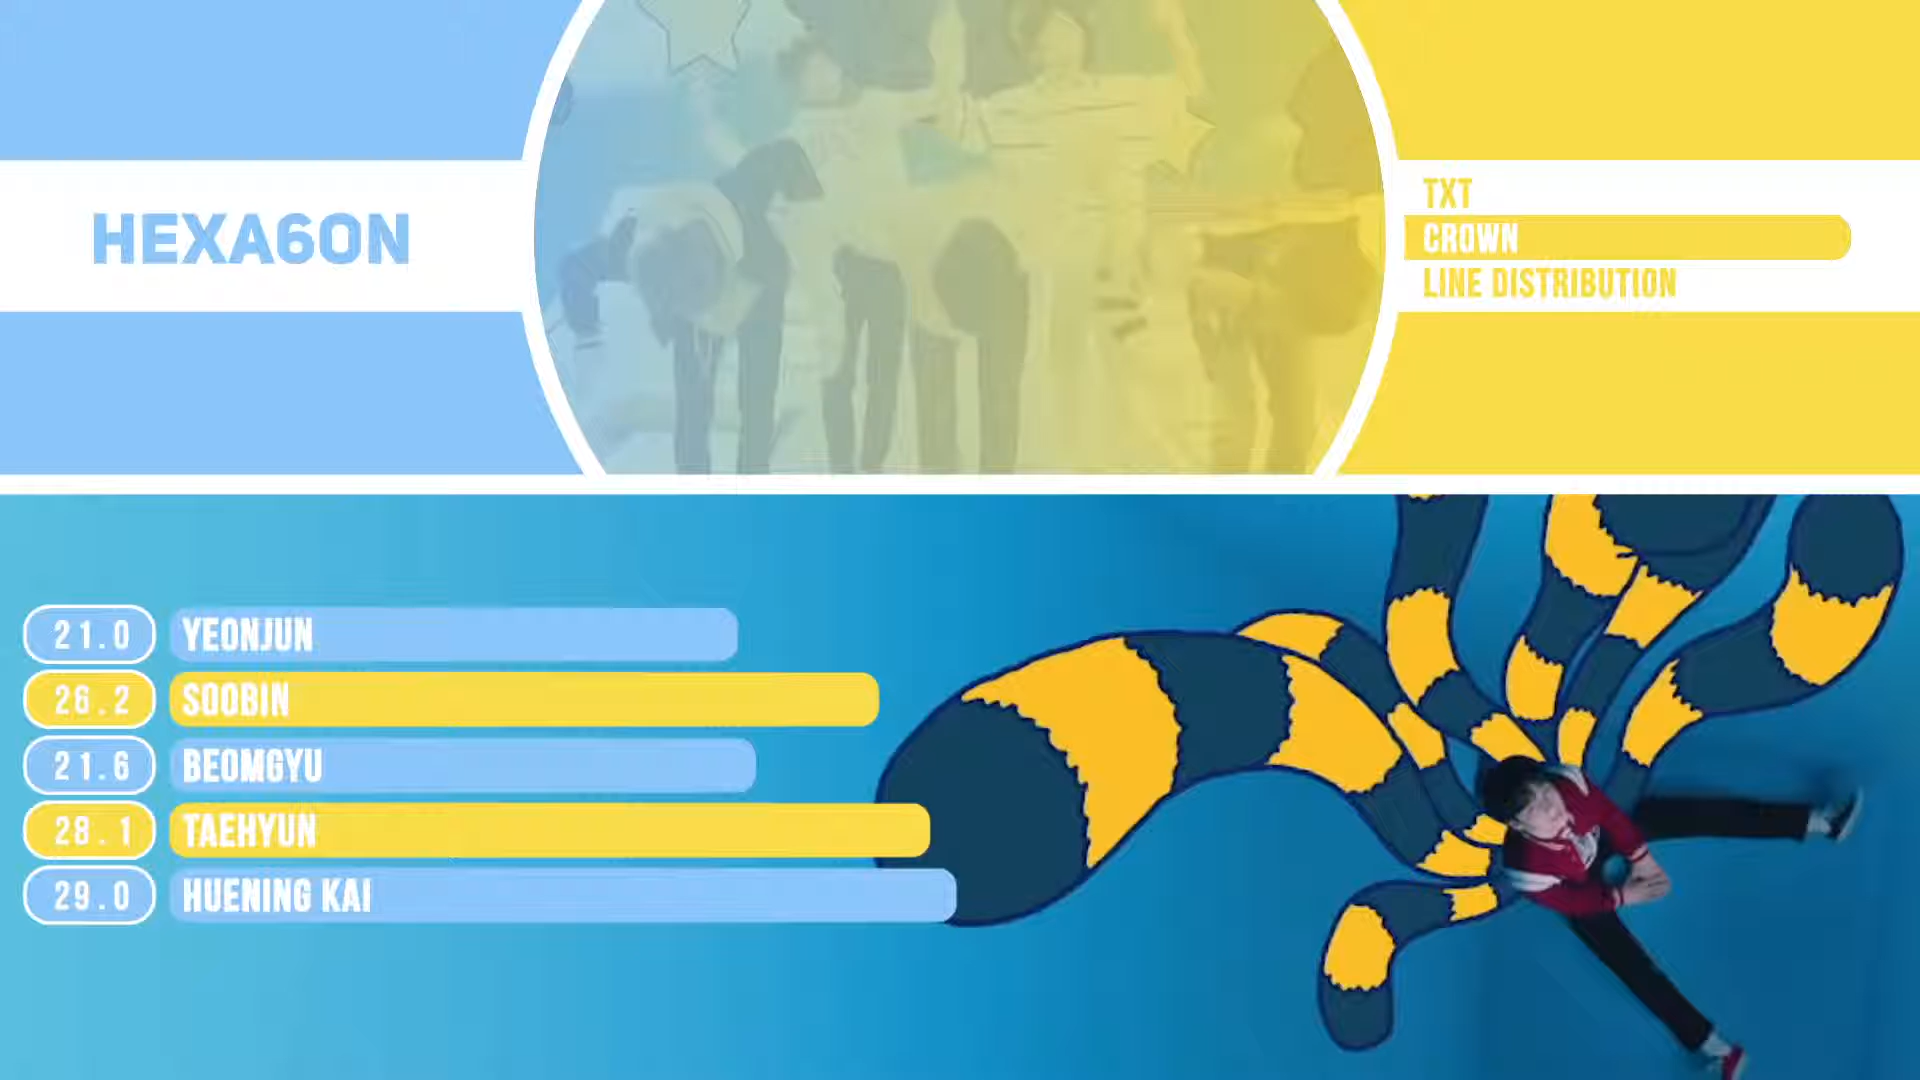 HEXA6ON
TXT
CROWN
LINE DISTRIBUTION
21.0 YEONJUN
26.2 SOOBIN
21.6 BEOMGYU
28.1 TAEHYUN
29.0 HUENING KAI